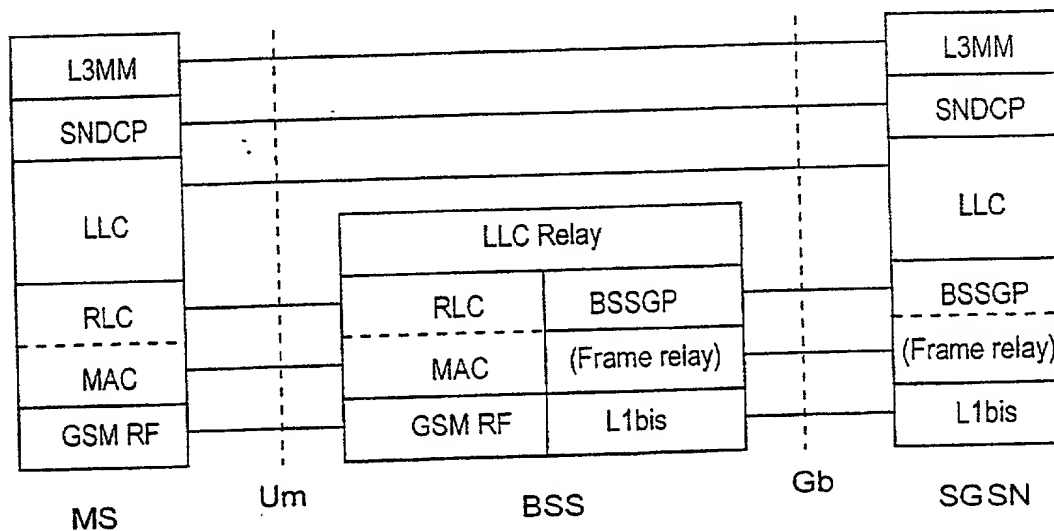 L3MM
SNDCP
LLC
RLC
MAC
GSM RF
MS
Um
LLC Relay
RLC BSSGP
MAC (Frame relay)
GSM RF L1bis
BSS
Gb
L3MM
SNDCP
LLC
BSSGP
(Frame relay)
L1bis
SGSN